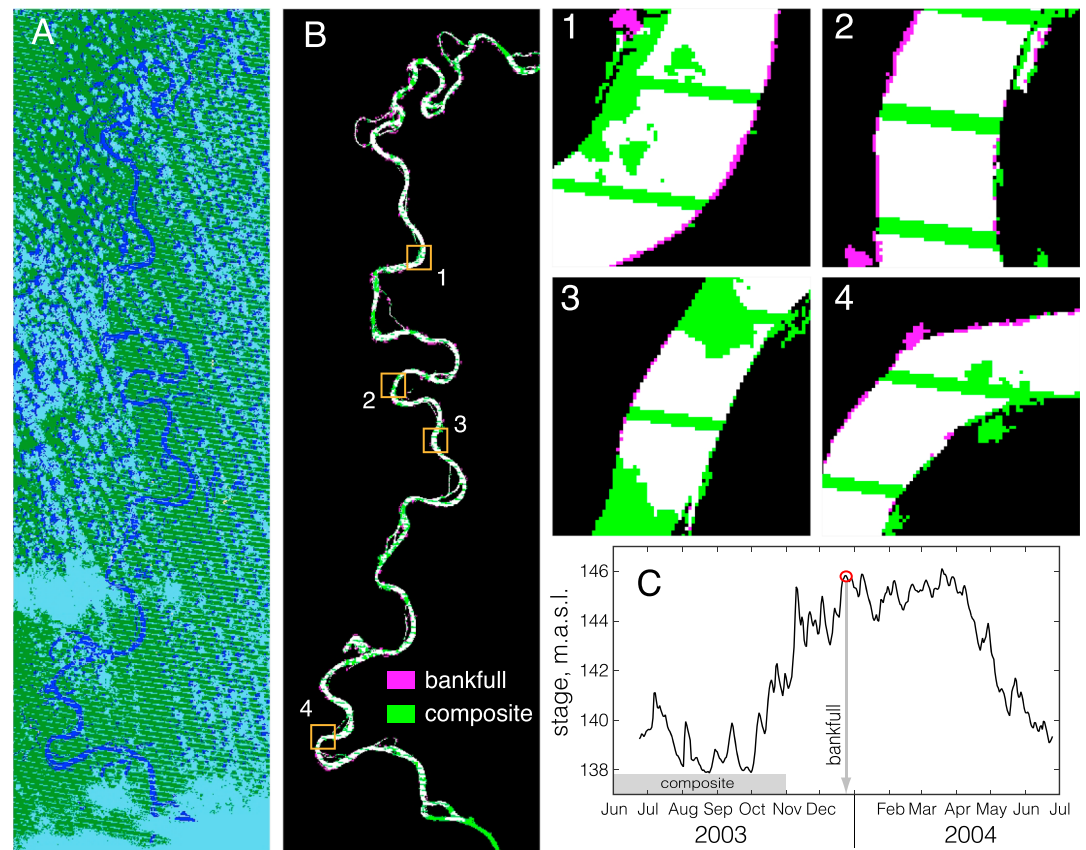 A
B
1
2
3
4
1
2
3
4
bankfull
composite
C
stage, m.a.s.l.
146
144
142
140
138
bankfull
composite
Jun Jul Aug Sep Oct Nov Dec Feb Mar Apr May Jun Jul
2003 2004